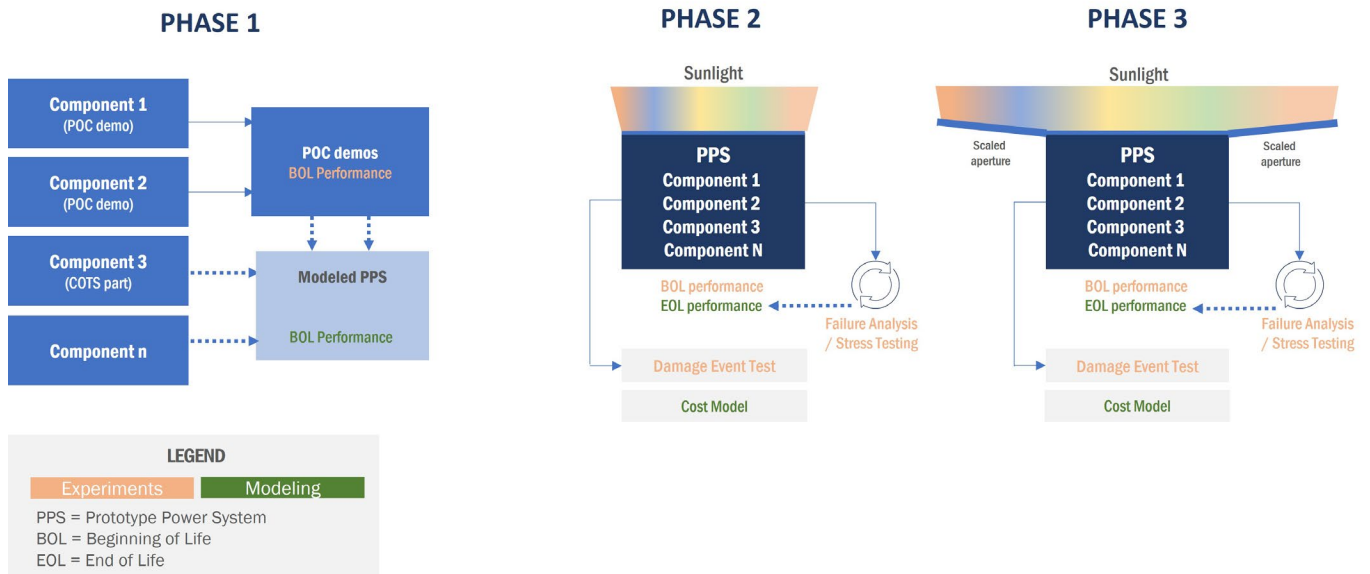 PHASE 1
Component 1
(POC demo)
Component 2
(POC demo)
Component 3
(COTS part)
Component n
POC demos
BOL Performance
Modeled PPS
BOL Performance
LEGEND
Experiments
Modeling
PPS = Prototype Power System
BOL = Beginning of Life
EOL = End of Life
PHASE 2
Sunlight
PPS
Component 1
Component 2
Component 3
Component N
BOL performance
EOL performance
Failure Analysis
/ Stress Testing
Damage Event Test
Cost Model
PHASE 3
Sunlight
Scaled
aperture
Scaled
aperture
PPS
Component 1
Component 2
Component 3
Component N
BOL performance
EOL performance
Failure Analysis
/ Stress Testing
Damage Event Test
Cost Model